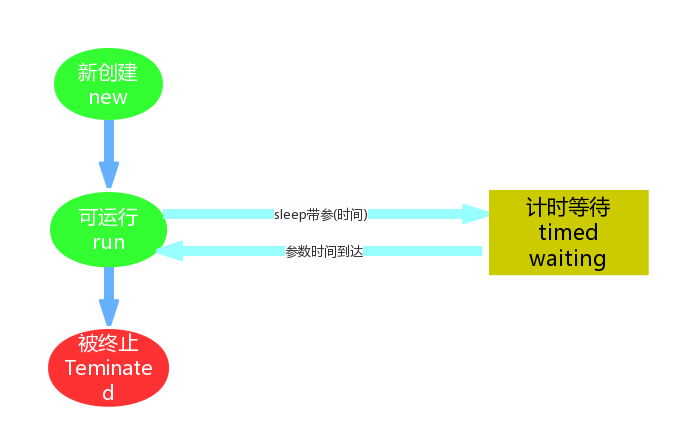 新创建
new
可运行
run
sleep带参(时间)
参数时间到达
计时等待
timed
waiting
被终止
Teminate
d